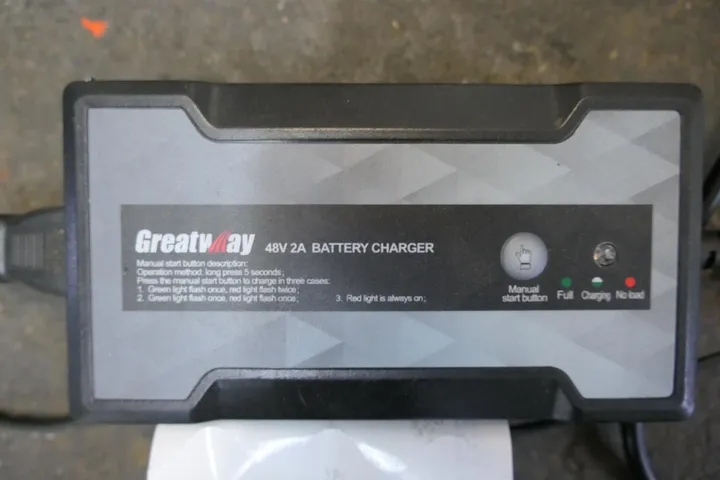 Greatway 48V 2A BATTERY CHARGER
Manual start button description:
Operation method: long press 5 seconds;
Press the manual start button to charge in three cases:
1. Green light flash once, red light flash twice;
2. Green light flash once, red light flash once; 3. Red light is always on;
Manual
start button
Full Charging No load